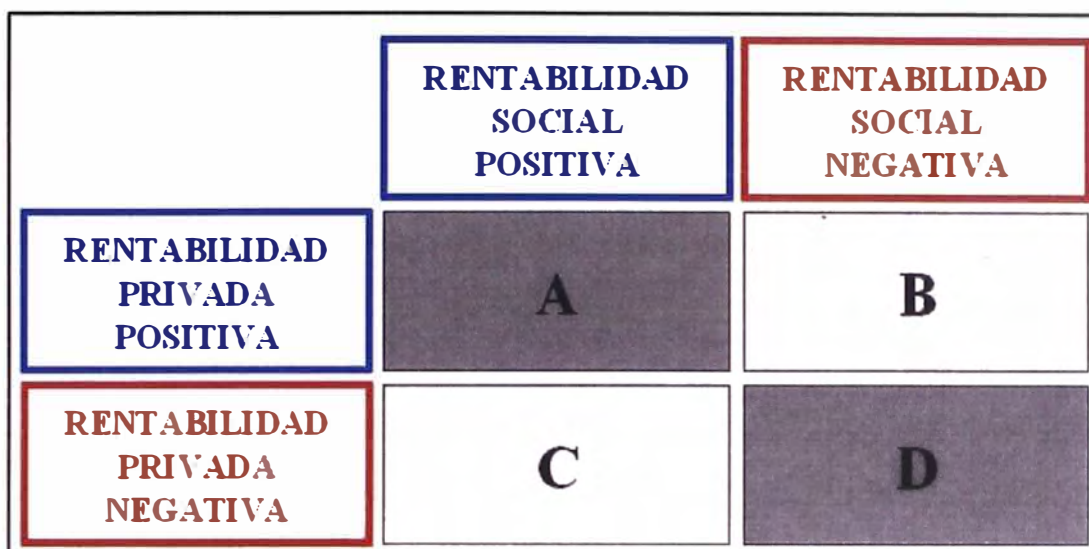 RENTABILIDAD
SOCIAL
POSITIVA
RENTABILIDAD
SOCIAL
NEGATIVA
RENTABILIDAD
PRIVADA
POSITIVA
A
B
RENTABILIDAD
PRIVADA
NEGATIVA
C
D